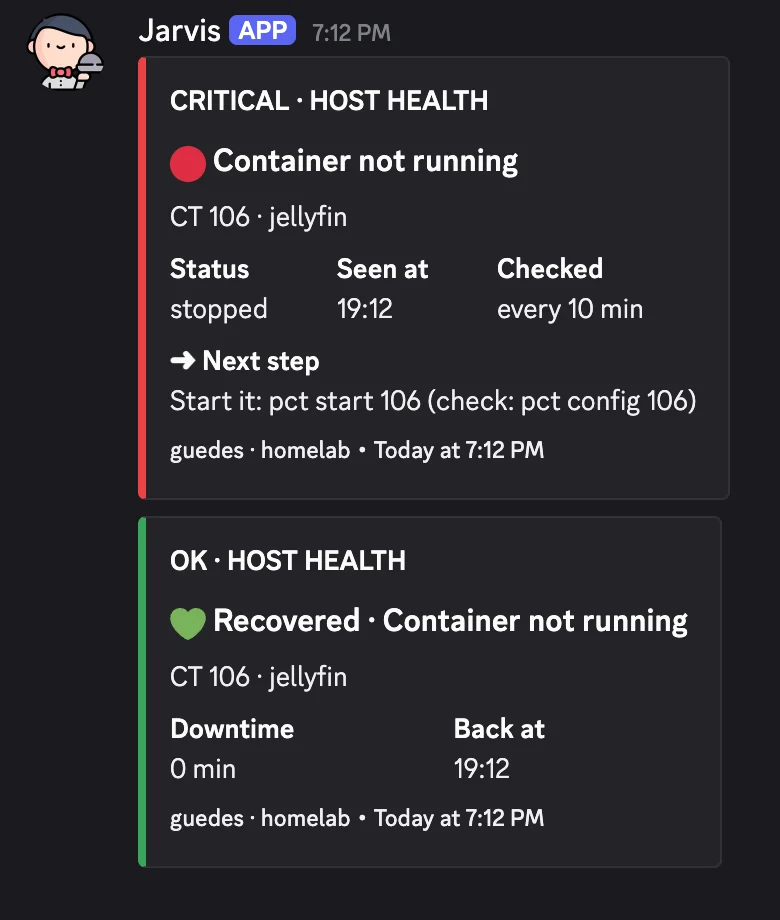 Jarvis APP 7:12 PM
CRITICAL · HOST HEALTH
Container not running
CT 106 · jellyfin
Status Seen at Checked
stopped 19:12 every 10 min
➜ Next step
Start it: pct start 106 (check: pct config 106)
guedes · homelab • Today at 7:12 PM
OK · HOST HEALTH
Recovered · Container not running
CT 106 · jellyfin
Downtime Back at
0 min 19:12
guedes · homelab • Today at 7:12 PM